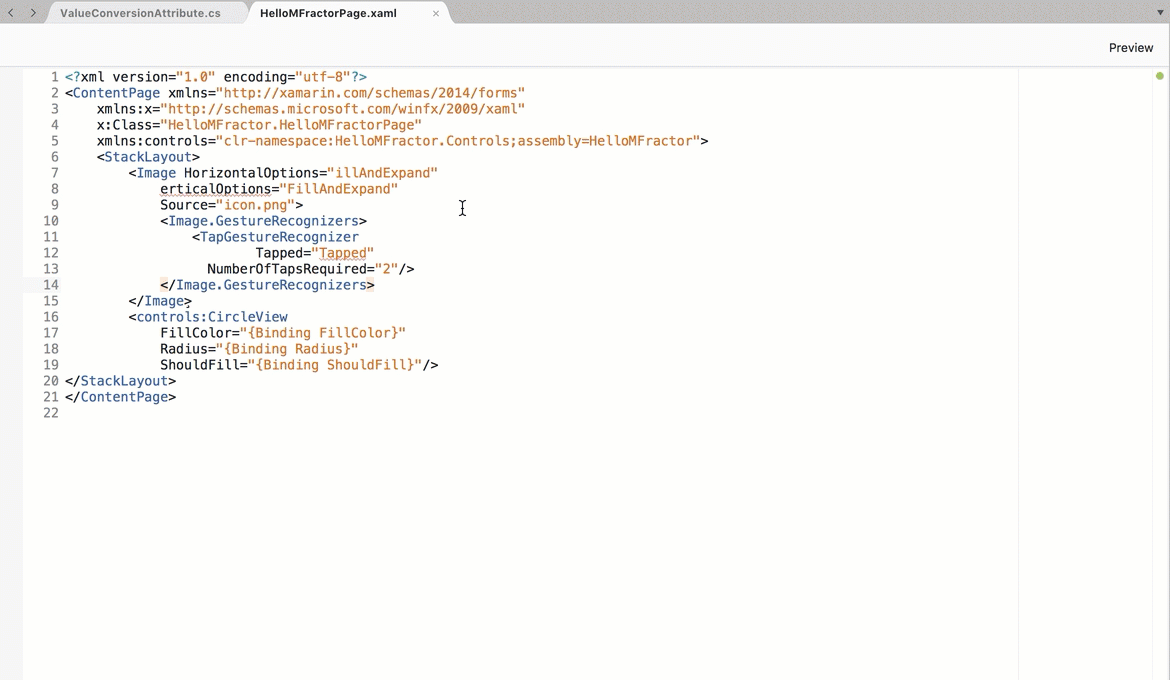 ValueConversionAttribute.cs HelloMFractorPage.xaml ×
Preview
1 <?xml version="1.0" encoding="utf-8"?>
2 <ContentPage xmlns="http://xamarin.com/schemas/2014/forms"
3     xmlns:x="http://schemas.microsoft.com/winfx/2009/xaml"
4     x:Class="HelloMFractor.HelloMFractorPage"
5     xmlns:controls="clr-namespace:HelloMFractor.Controls;assembly=HelloMFractor">
6     <StackLayout>
7         <Image HorizontalOptions="illAndExpand"
8             erticalOptions="FillAndExpand"
9             Source="icon.png">
10             <Image.GestureRecognizers>
11                 <TapGestureRecognizer
12                         Tapped="Tapped"
13                   NumberOfTapsRequired="2"/>
14             </Image.GestureRecognizers>
15         </Image>
16         <controls:CircleView
17             FillColor="{Binding FillColor}"
18             Radius="{Binding Radius}"
19             ShouldFill="{Binding ShouldFill}"/>
20 </StackLayout>
21 </ContentPage>
22